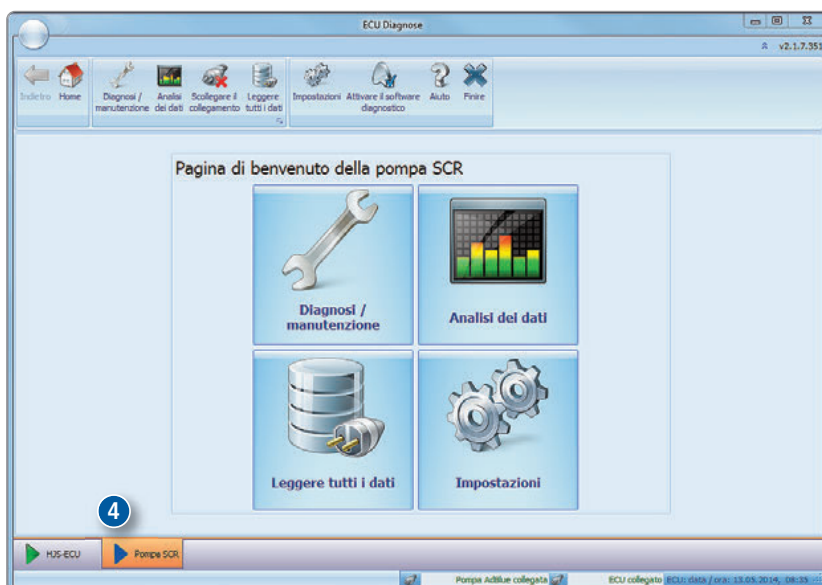 ECU Diagnose
v2.1.7.351
Indietro
Home
Diagnosi / manutenzione
Analisi dei dati
Scollegare il collegamento
Leggere tutti i dati
Impostazioni
Attivare il software diagnostico
Aiuto
Finire
Pagina di benvenuto della pompa SCR
Diagnosi /
manutenzione
Analisi dei dati
Leggere tutti i dati
Impostazioni
4
HJS-ECU
Pompe SCR
Pompa AdBlue collegata
ECU collegato
ECU: data / ora: 13.05.2014, 08:35